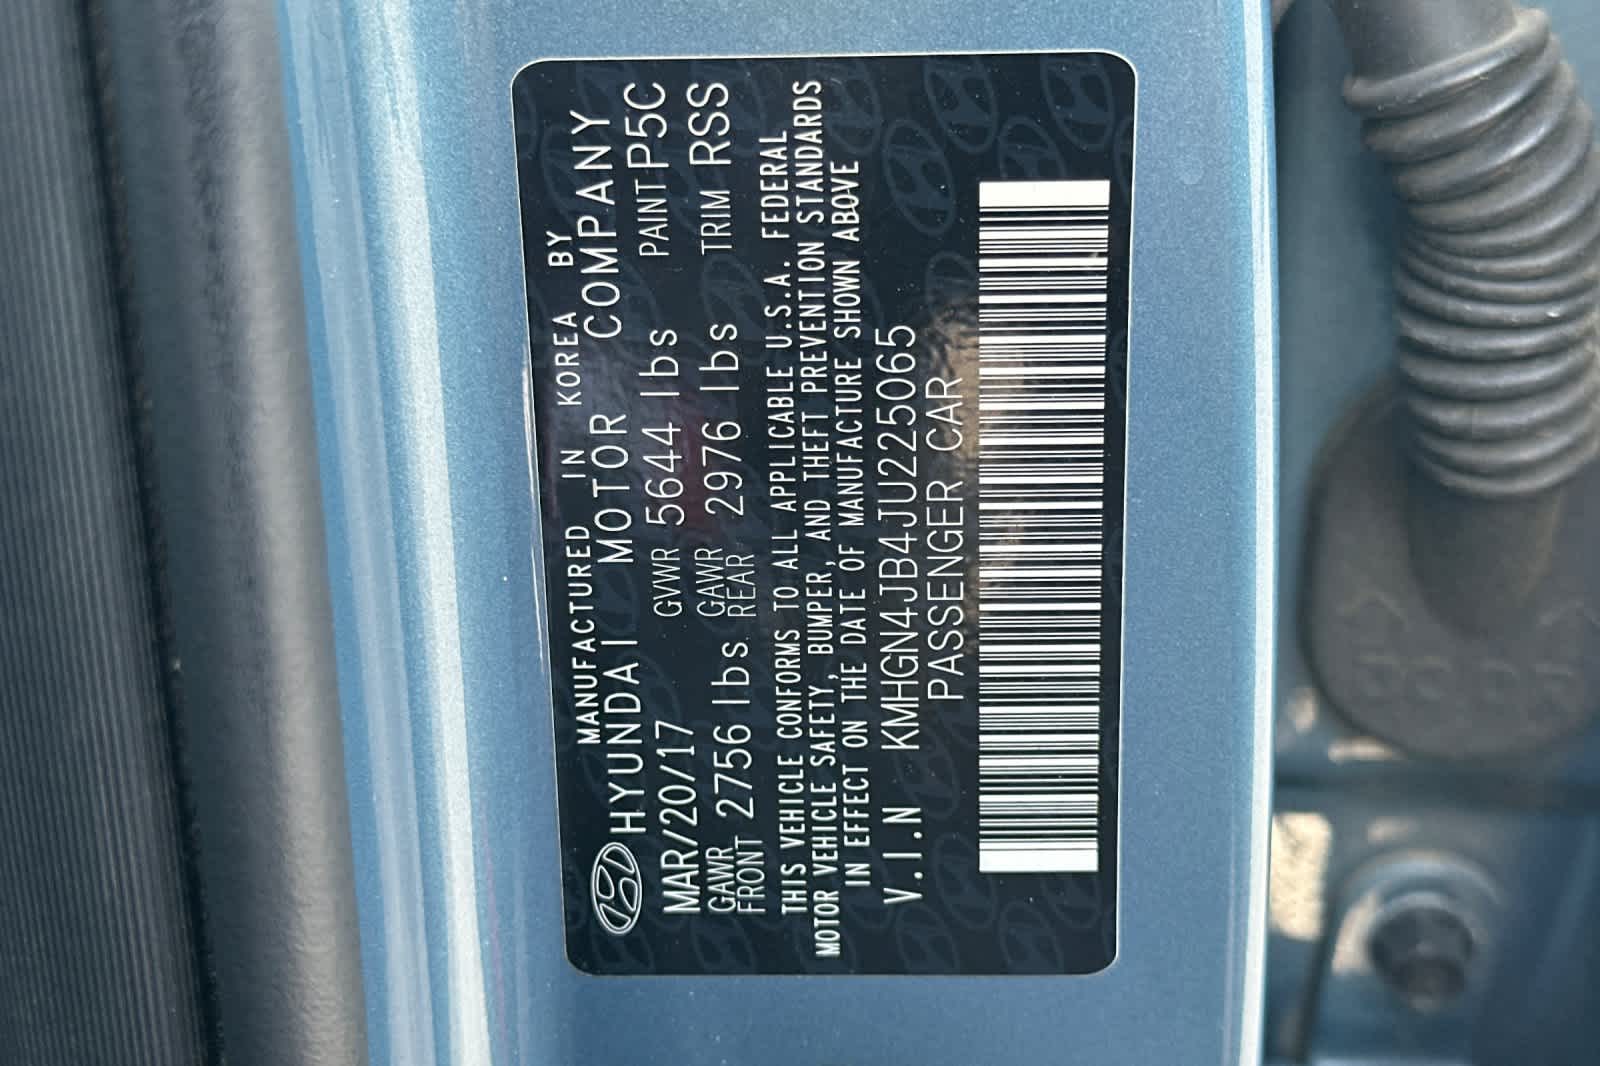 MANUFACTURED IN KOREA BY
HYUNDAI MOTOR COMPANY
MAR/20/17 GVWR 5644 lbs PAINT P5C
GAWR FRONT 2756 lbs GAWR REAR 2976 lbs TRIM RSS
THIS VEHICLE CONFORMS TO ALL APPLICABLE U.S.A. FEDERAL
MOTOR VEHICLE SAFETY, BUMPER, AND THEFT PREVENTION STANDARDS
IN EFFECT ON THE DATE OF MANUFACTURE SHOWN ABOVE
V.I.N KMHGN4JB4JU225065
PASSENGER CAR